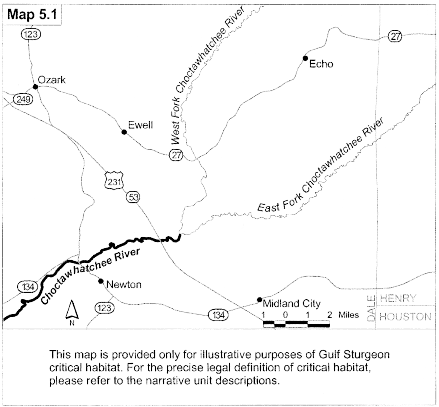 Map 5.1
123
27
Echo
Ozark
249
Ewell
West Fork Choctawhatchee River
27
231
53
East Fork Choctawhatchee River
Choctawhatchee River
134
Newton
123
134
Midland City
1 0 1 2 Miles
N
DALE
HENRY
HOUSTON
This map is provided only for illustrative purposes of Gulf Sturgeon
critical habitat. For the precise legal definition of critical habitat,
please refer to the narrative unit descriptions.